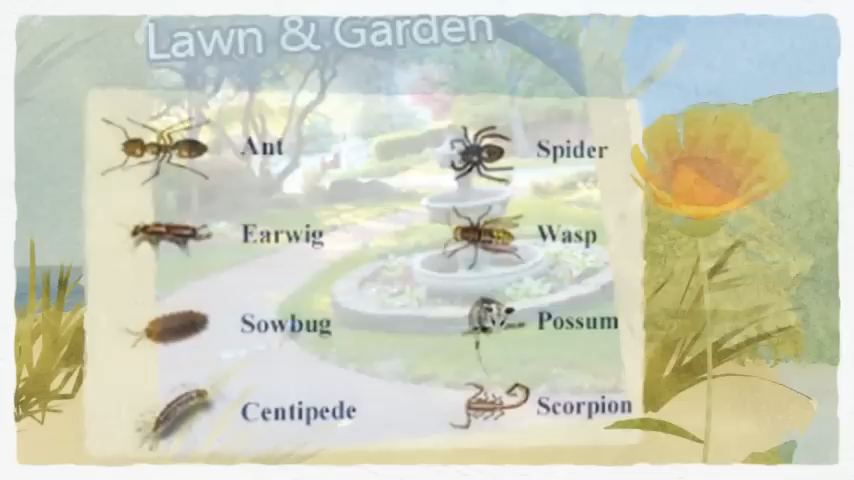 Lawn & Garden
Ant
Spider
Earwig
Wasp
Sowbug
Possum
Centipede
Scorpion